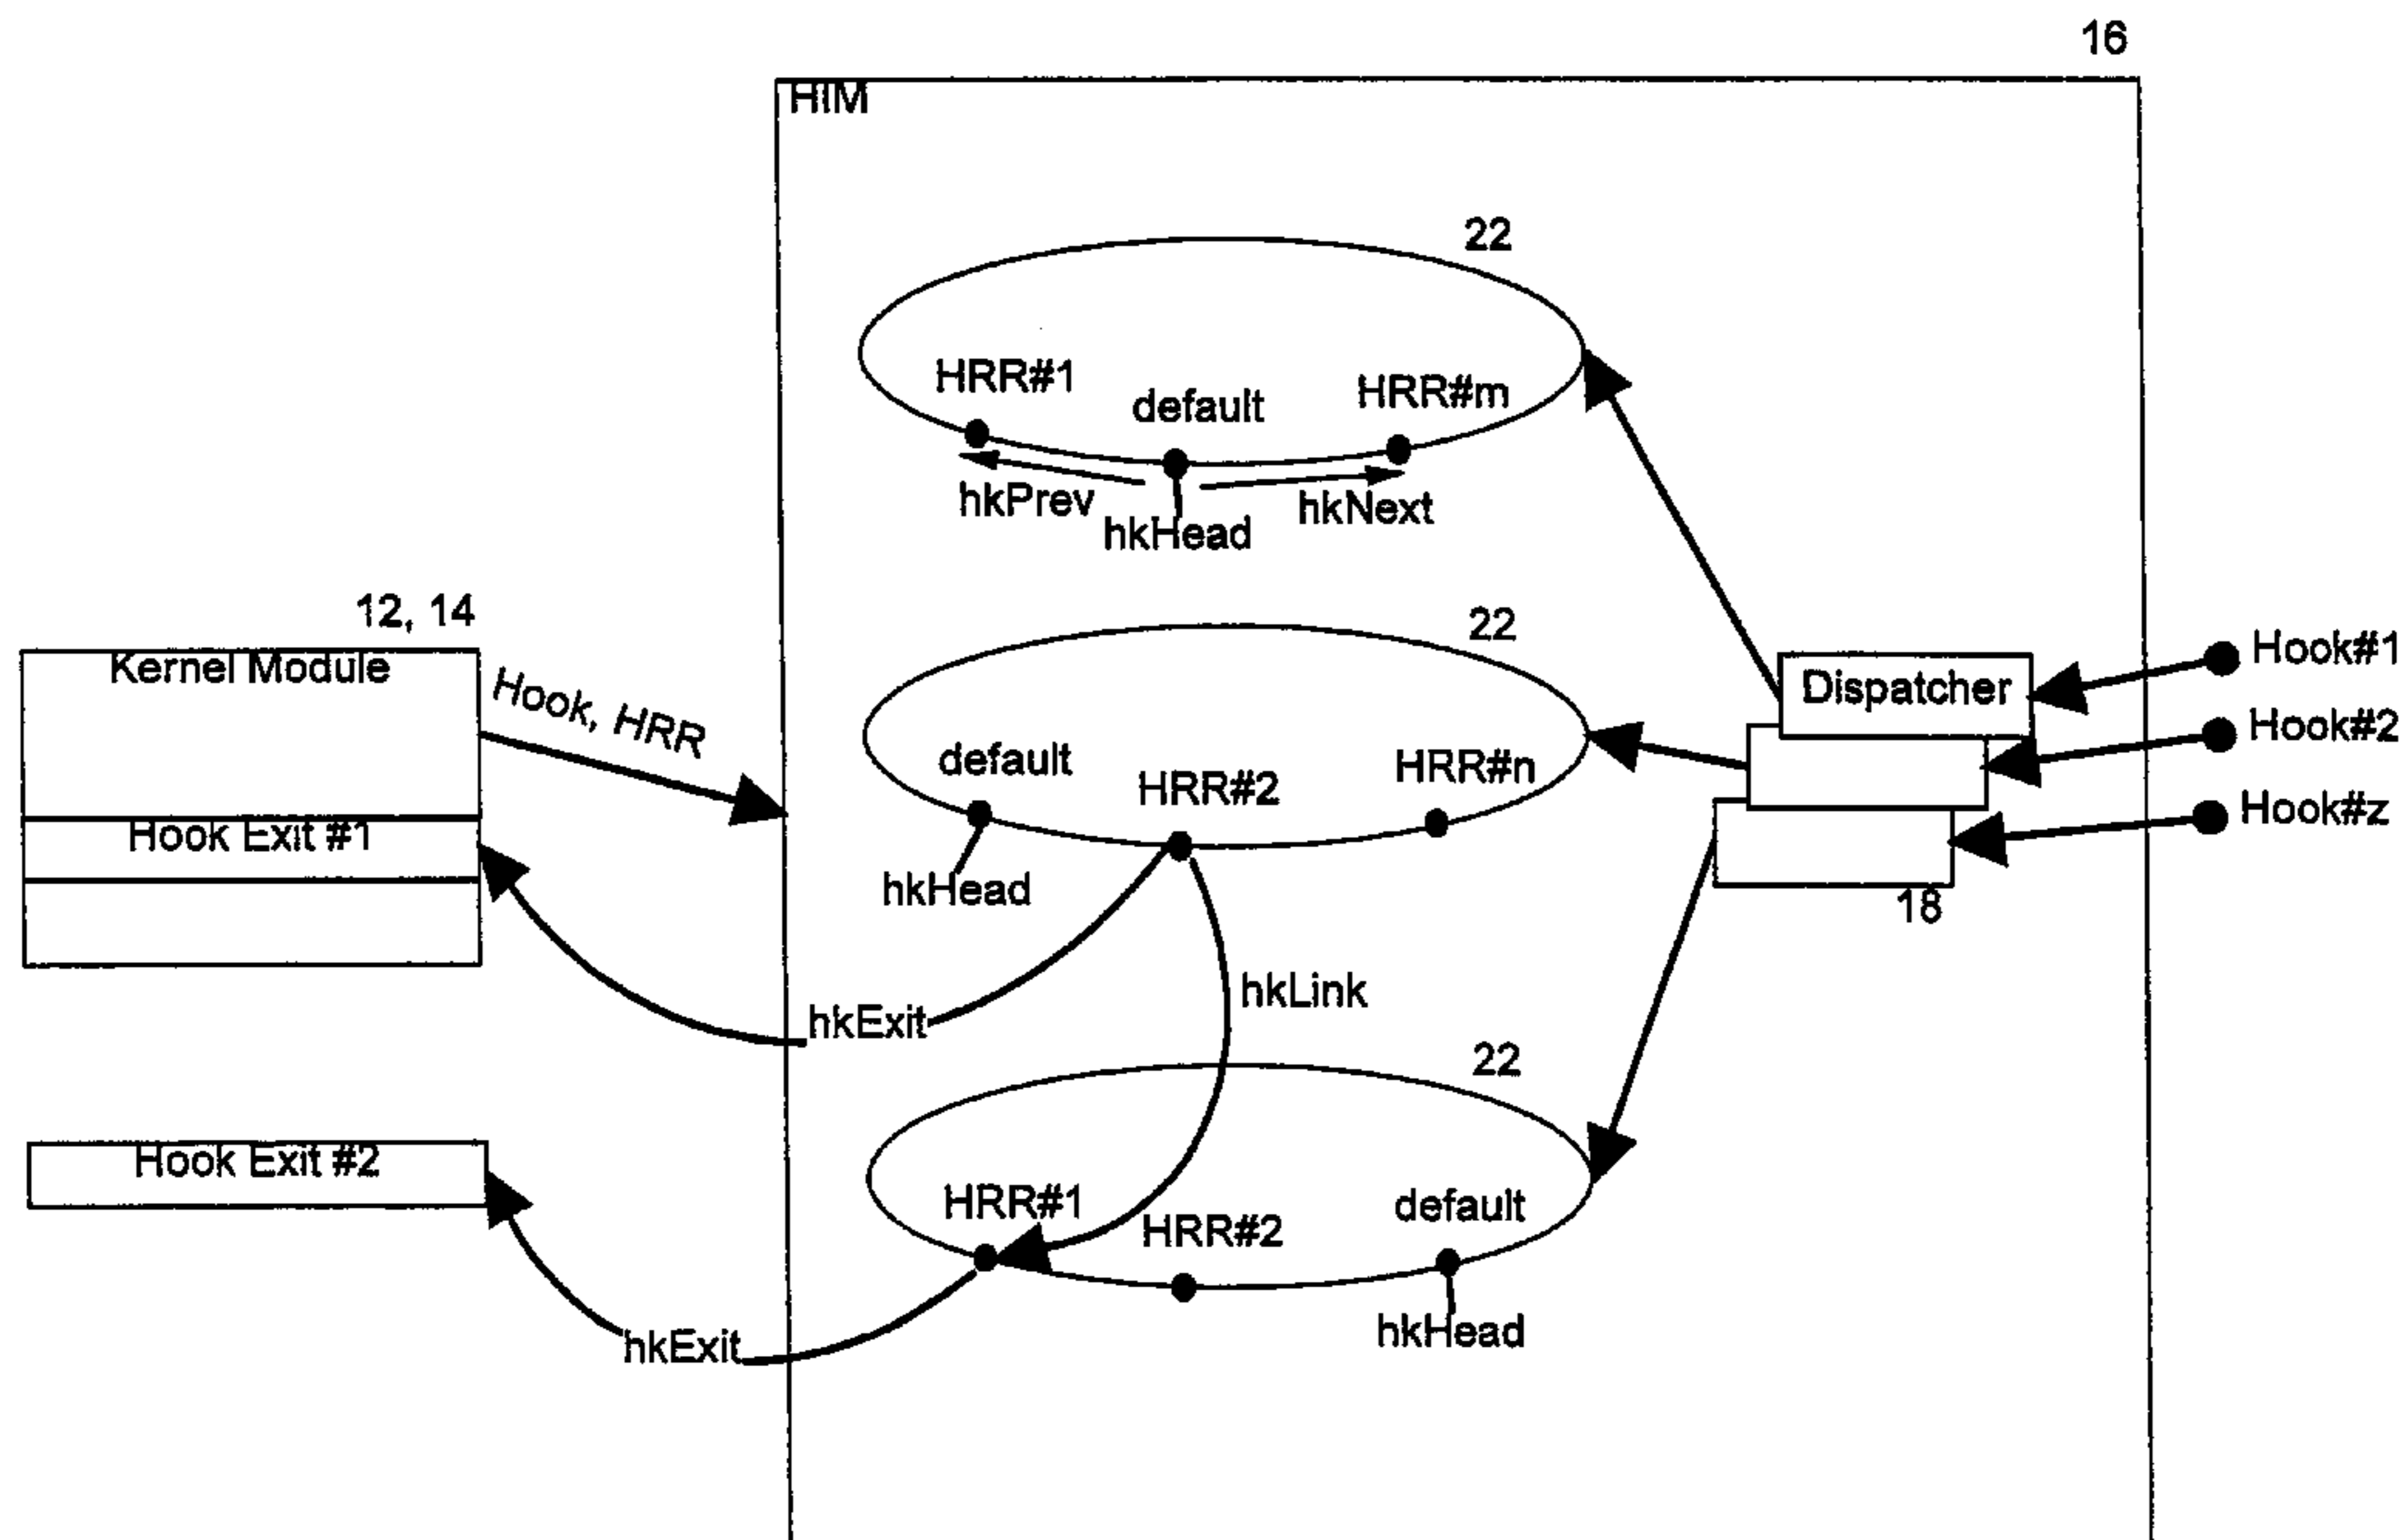 16
HIM
22
HRR#1
default
HRR#m
hkPrev
hkHead
hkNext
12, 14
Kernel Module
Hook, HRR
Hook Exit #1
22
default
HRR#2
HRR#n
hkHead
Dispatcher
Hook#1
Hook#2
Hook#z
18
hkLink
hkExit
22
Hook Exit #2
HRR#1
HRR#2
default
hkHead
hkExit